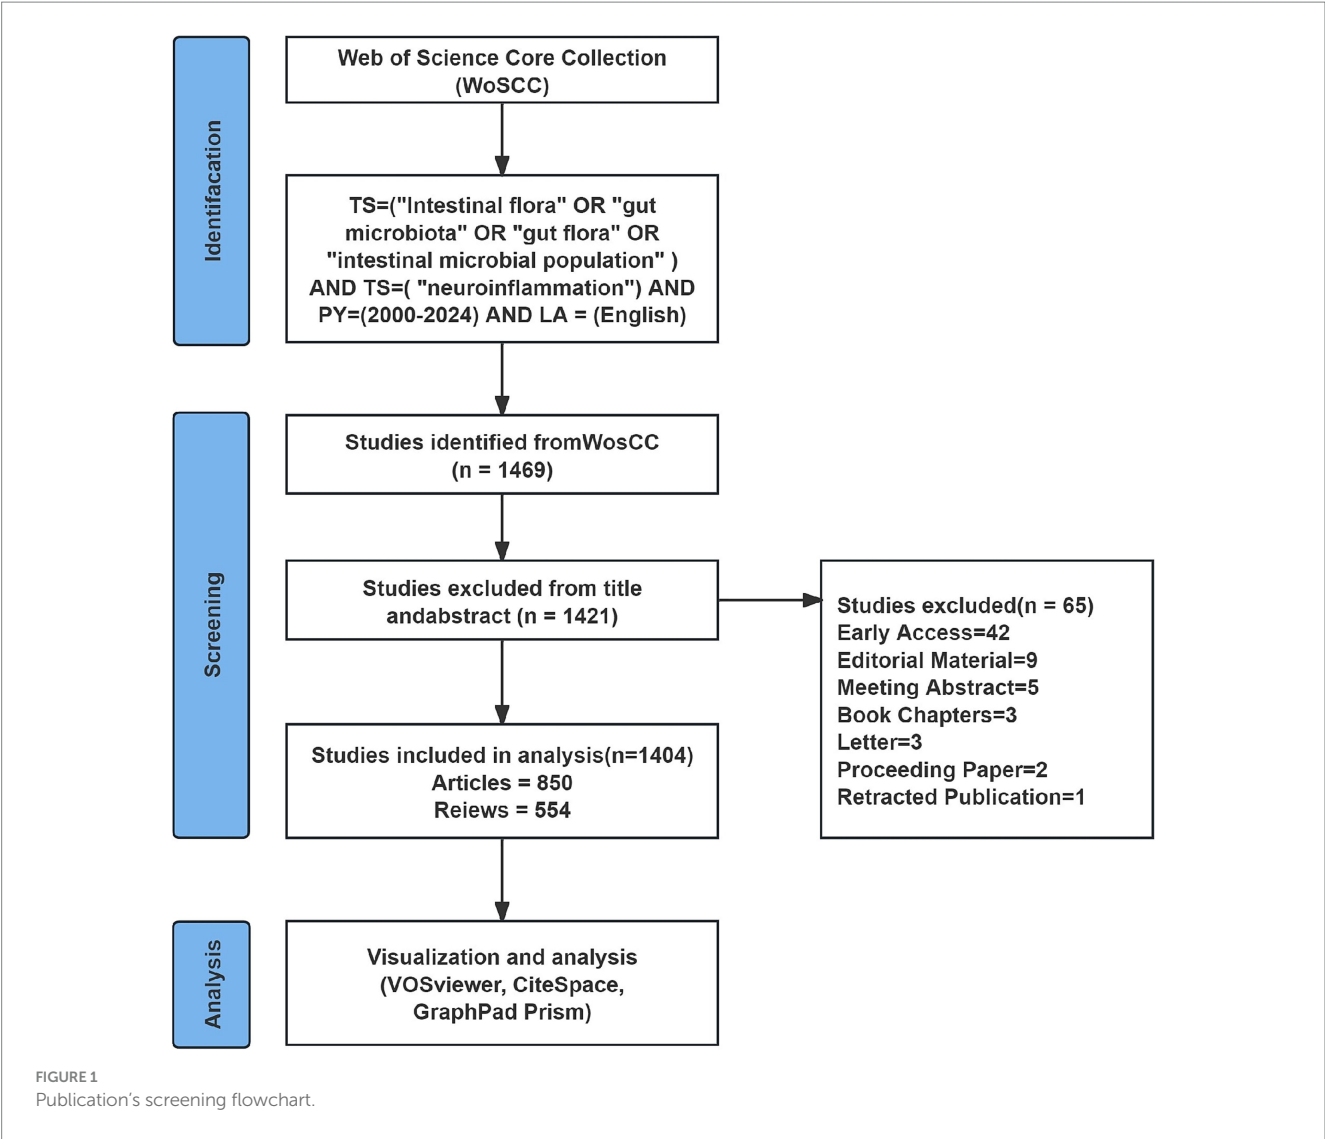 Identifacation
Web of Science Core Collection
(WoSCC)
TS=("Intestinal flora" OR "gut
microbiota" OR "gut flora" OR
"intestinal microbial population" )
AND TS=( "neuroinflammation") AND
PY=(2000-2024) AND LA = (English)
Screening
Studies identified fromWosCC
(n = 1469)
Studies excluded from title
andabstract (n = 1421)
Studies excluded(n = 65)
Early Access=42
Editorial Material=9
Meeting Abstract=5
Book Chapters=3
Letter=3
Proceeding Paper=2
Retracted Publication=1
Studies included in analysis(n=1404)
Articles = 850
Reiews = 554
Analysis
Visualization and analysis
(VOSviewer, CiteSpace,
GraphPad Prism)
FIGURE 1
Publication's screening flowchart.